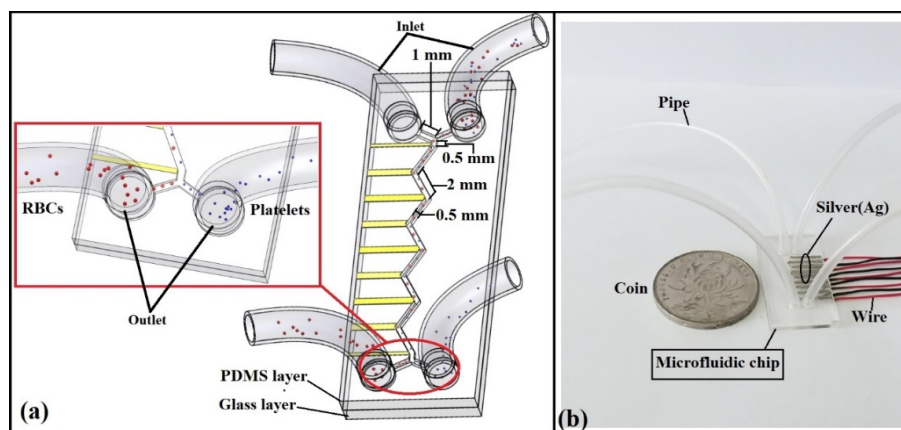 Inlet
1 mm
0.5 mm
2 mm
0.5 mm
RBCs
Platelets
Outlet
PDMS layer
Glass layer
(a)
Pipe
Silver(Ag)
Coin
Wire
Microfluidic chip
(b)